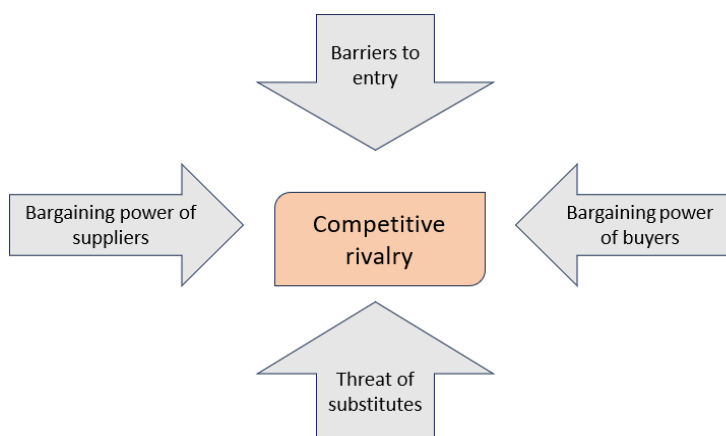 Barriers to
entry
Bargaining power of
suppliers
Competitive
rivalry
Bargaining power
of buyers
Threat of
substitutes